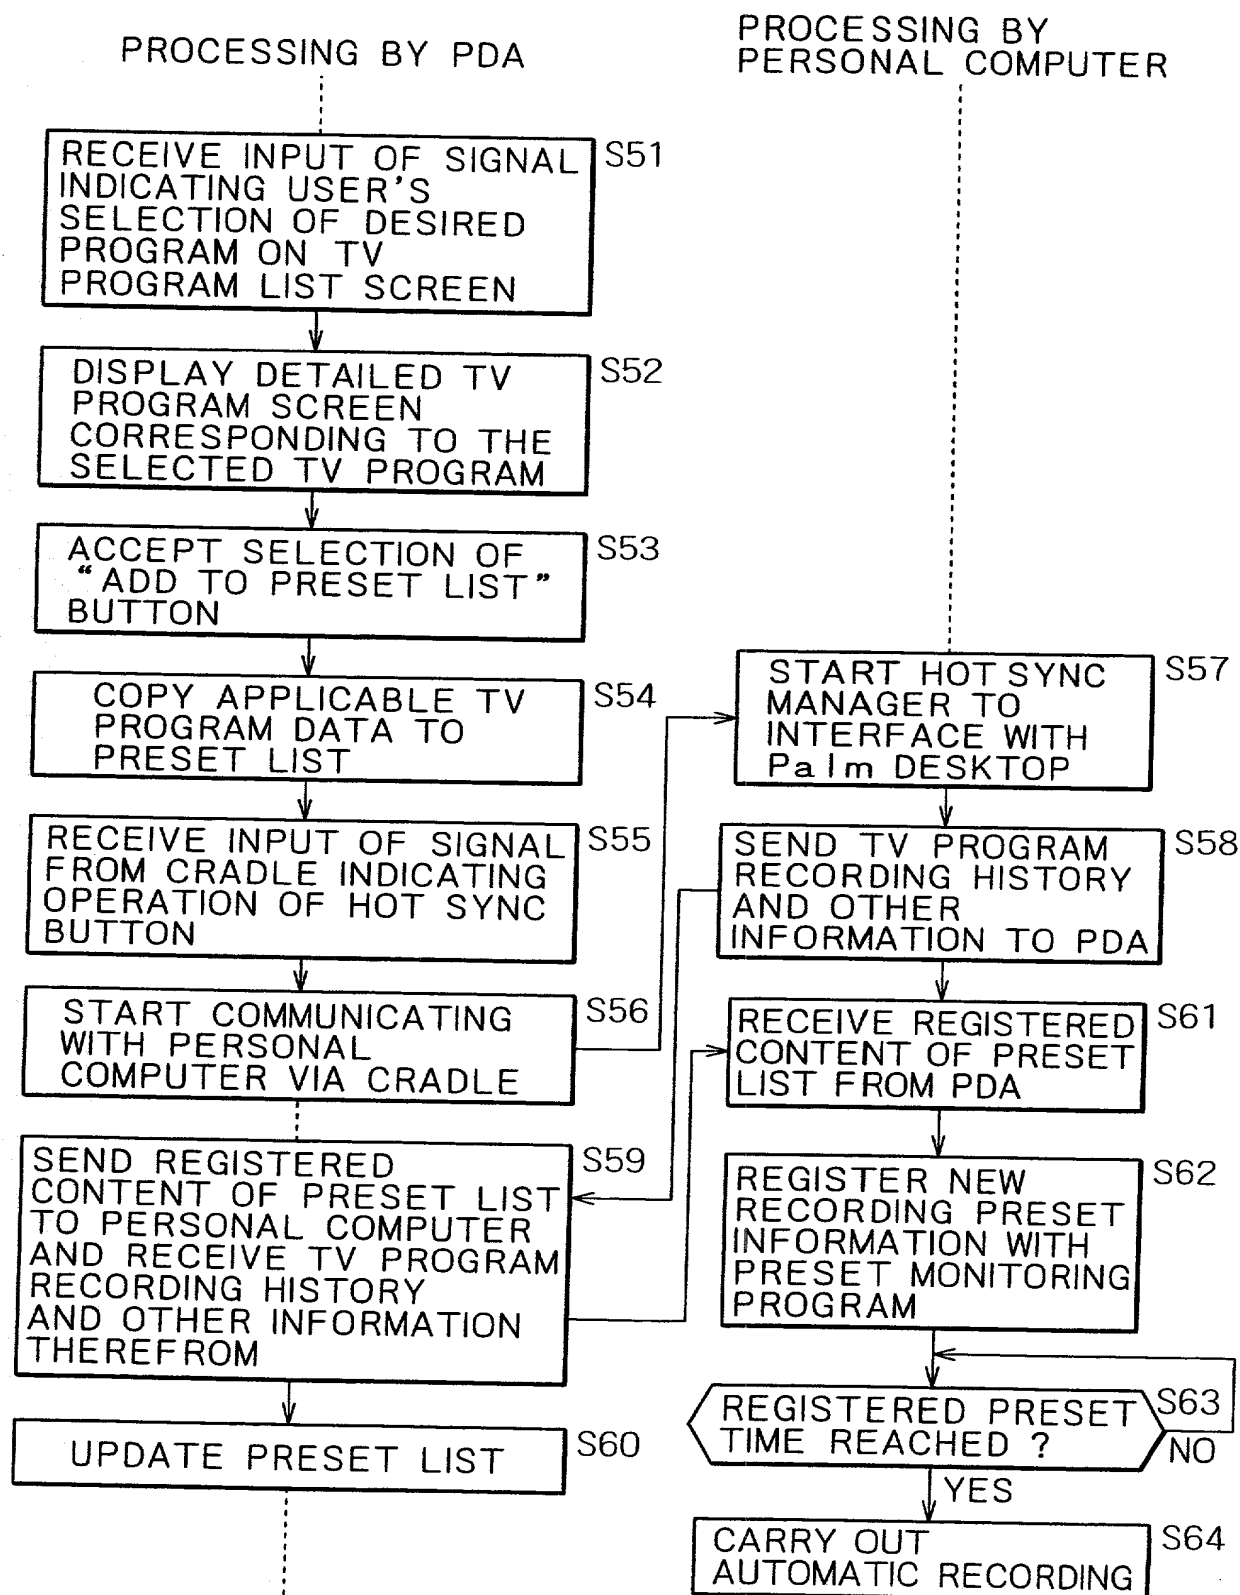 PROCESSING BY PDA
RECEIVE INPUT OF SIGNAL
INDICATING USER'S
SELECTION OF DESIRED
PROGRAM ON TV
PROGRAM LIST SCREEN
S51
DISPLAY DETAILED TV
PROGRAM SCREEN
CORRESPONDING TO THE
SELECTED TV PROGRAM
S52
ACCEPT SELECTION OF
“ADD TO PRESET LIST”
BUTTON
S53
COPY APPLICABLE TV
PROGRAM DATA TO
PRESET LIST
S54
RECEIVE INPUT OF SIGNAL
FROM CRADLE INDICATING
OPERATION OF HOT SYNC
BUTTON
S55
START COMMUNICATING
WITH PERSONAL
COMPUTER VIA CRADLE
S56
SEND REGISTERED
CONTENT OF PRESET LIST
TO PERSONAL COMPUTER
AND RECEIVE TV PROGRAM
RECORDING HISTORY
AND OTHER INFORMATION
THEREFROM
S59
UPDATE PRESET LIST
S60
PROCESSING BY
PERSONAL COMPUTER
START HOT SYNC
MANAGER TO
INTERFACE WITH
Palm DESKTOP
S57
SEND TV PROGRAM
RECORDING HISTORY
AND OTHER
INFORMATION TO PDA
S58
RECEIVE REGISTERED
CONTENT OF PRESET
LIST FROM PDA
S61
REGISTER NEW
RECORDING PRESET
INFORMATION WITH
PRESET MONITORING
PROGRAM
S62
REGISTERED PRESET
TIME REACHED ?
S63
NO
YES
CARRY OUT
AUTOMATIC RECORDING
S64